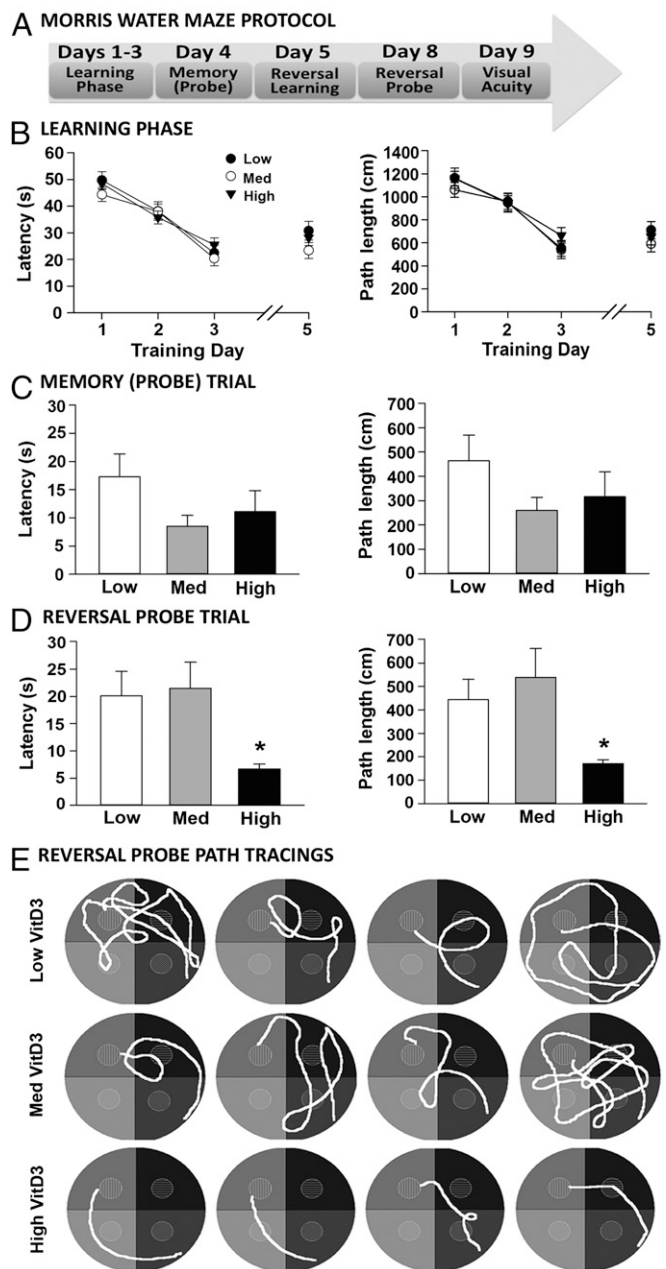 A MORRIS WATER MAZE PROTOCOL
Days 1-3 Day 4 Day 5 Day 8 Day 9
Learning Phase
Memory (Probe)
Reversal Learning
Reversal Probe
Visual Acuity
B LEARNING PHASE
Latency (s)
60
50
40
30
20
10
0
Low
Med
High
1 2 3 5
Training Day
Path length (cm)
1400
1200
1000
800
600
400
200
0
1 2 3 5
Training Day
C MEMORY (PROBE) TRIAL
Latency (s)
30
25
20
15
10
5
0
Low Med High
Path length (cm)
700
600
500
400
300
200
100
0
Low Med High
D REVERSAL PROBE TRIAL
Latency (s)
30
25
20
15
10
5
0
*
Low Med High
Path length (cm)
700
600
500
400
300
200
100
0
*
Low Med High
E REVERSAL PROBE PATH TRACINGS
Low VitD3
Med VitD3
High VitD3